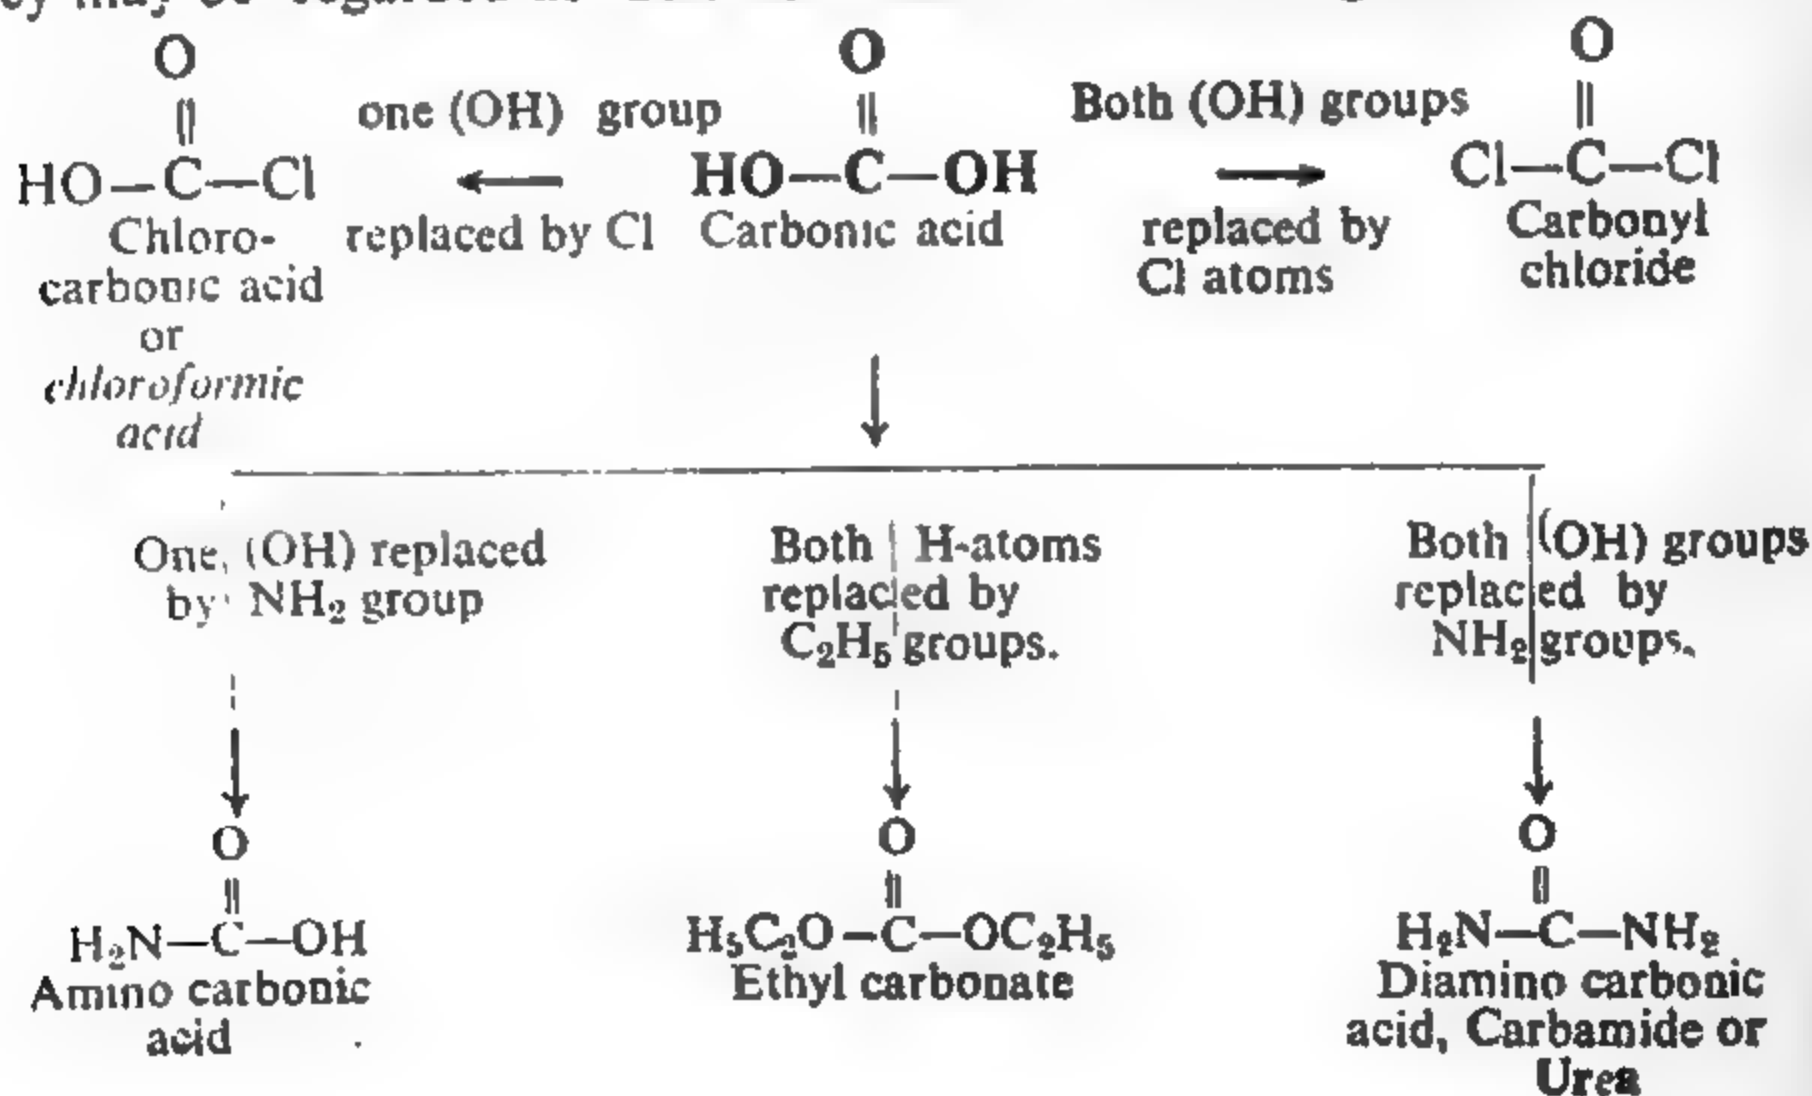 may be regarded
O
O
O
one (OH) group
Both (OH) groups
HO—C—Cl
HO—C—OH
Cl—C—Cl
Chloro-
carbonic acid
or
chloroformic
acid
replaced by Cl
Carbonic acid
replaced by
Cl atoms
Carbonyl
chloride
One (OH) replaced
by NH₂ group
Both H-atoms
replaced by
C₂H₅ groups.
Both (OH) groups
replaced by
NH₂ groups.
O
H₂N—C—OH
Amino carbonic
acid
O
H₅C₂O—C—OC₂H₅
Ethyl carbonate
O
H₂N—C—NH₂
Diamino carbonic
acid, Carbamide or
Urea